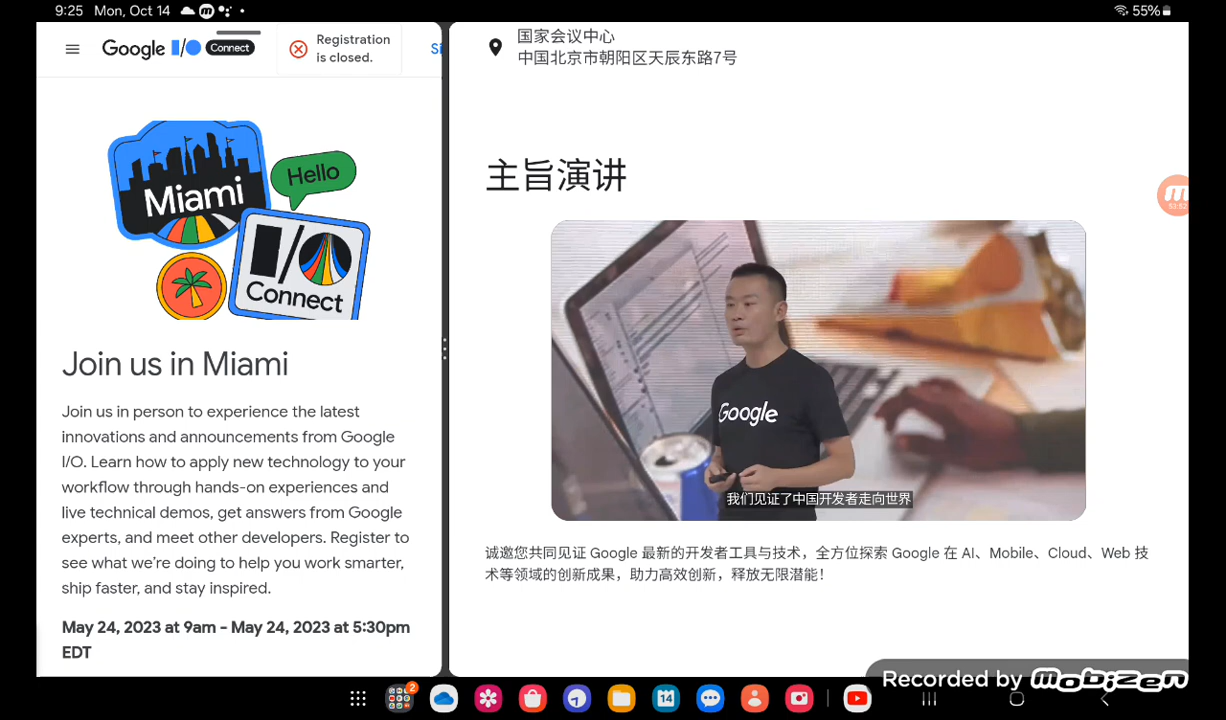 9:25 Mon, Oct 14
55%
Google I/O Connect
Registration
is closed.
Si
Miami
Hello
I/O
Connect
Join us in Miami
Join us in person to experience the latest
innovations and announcements from Google
I/O. Learn how to apply new technology to your
workflow through hands-on experiences and
live technical demos, get answers from Google
experts, and meet other developers. Register to
see what we're doing to help you work smarter,
ship faster, and stay inspired.
May 24, 2023 at 9am - May 24, 2023 at 5:30pm
EDT
国家会议中心
中国北京市朝阳区天辰东路7号
主旨演讲
Google
我们见证了中国开发者走向世界
诚邀您共同见证 Google 最新的开发者工具与技术，全方位探索 Google 在 AI、Mobile、Cloud、Web 技
术等领域的创新成果，助力高效创新，释放无限潜能！
53:52
Recorded by mobizen
2
14